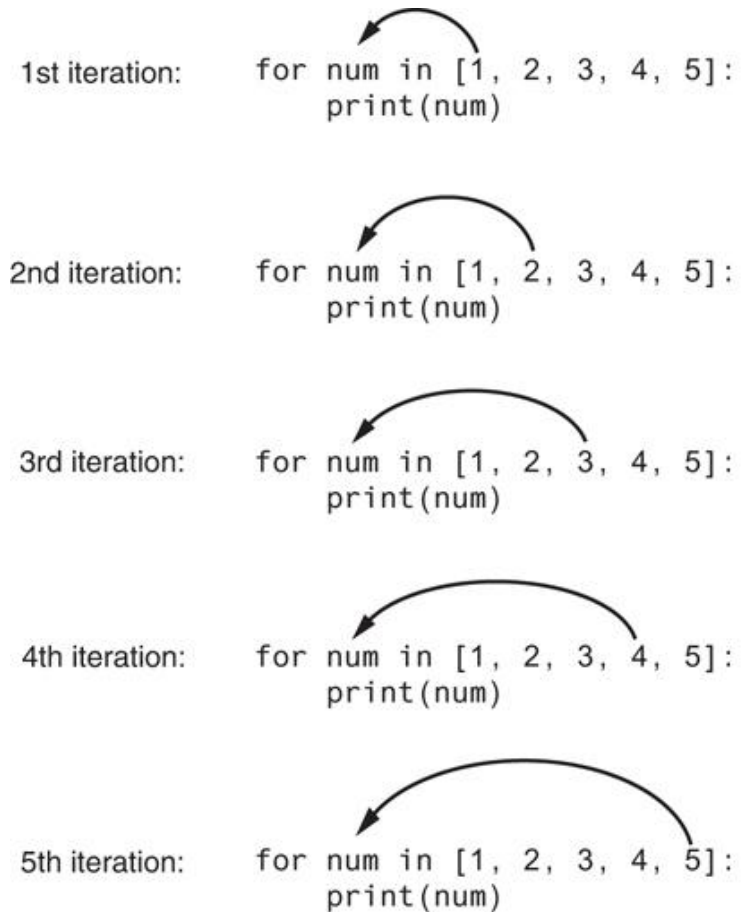 1st iteration: for num in [1, 2, 3, 4, 5]:
print(num)
2nd iteration: for num in [1, 2, 3, 4, 5]:
print(num)
3rd iteration: for num in [1, 2, 3, 4, 5]:
print(num)
4th iteration: for num in [1, 2, 3, 4, 5]:
print(num)
5th iteration: for num in [1, 2, 3, 4, 5]:
print(num)